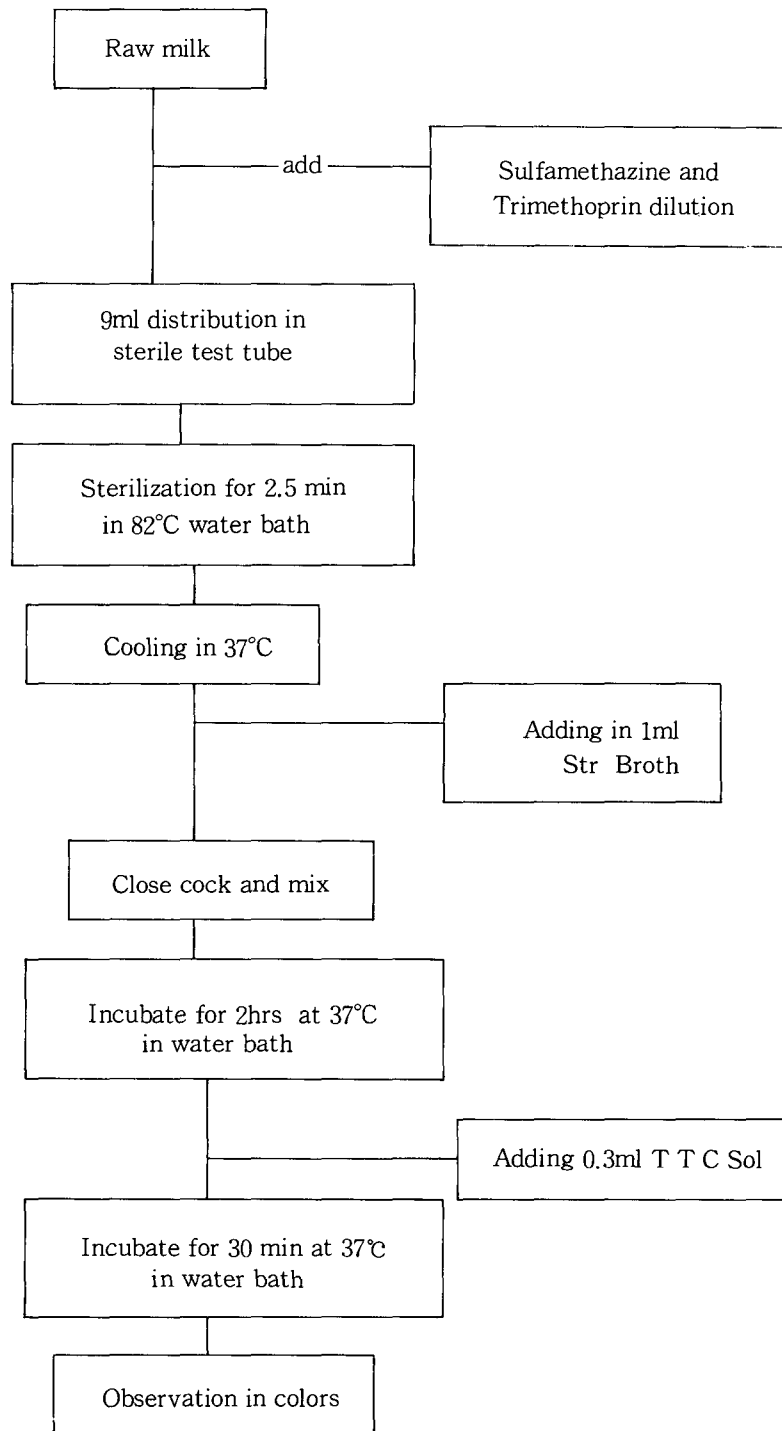 Raw milk
add
Sulfamethazine and
Trimethoprin dilution
9ml distribution in
sterile test tube
Sterilization for 2.5 min
in 82°C water bath
Cooling in 37°C
Adding in 1ml
Str Broth
Close cock and mix
Incubate for 2hrs at 37°C
in water bath
Adding 0.3ml T T C Sol
Incubate for 30 min at 37℃
in water bath
Observation in colors